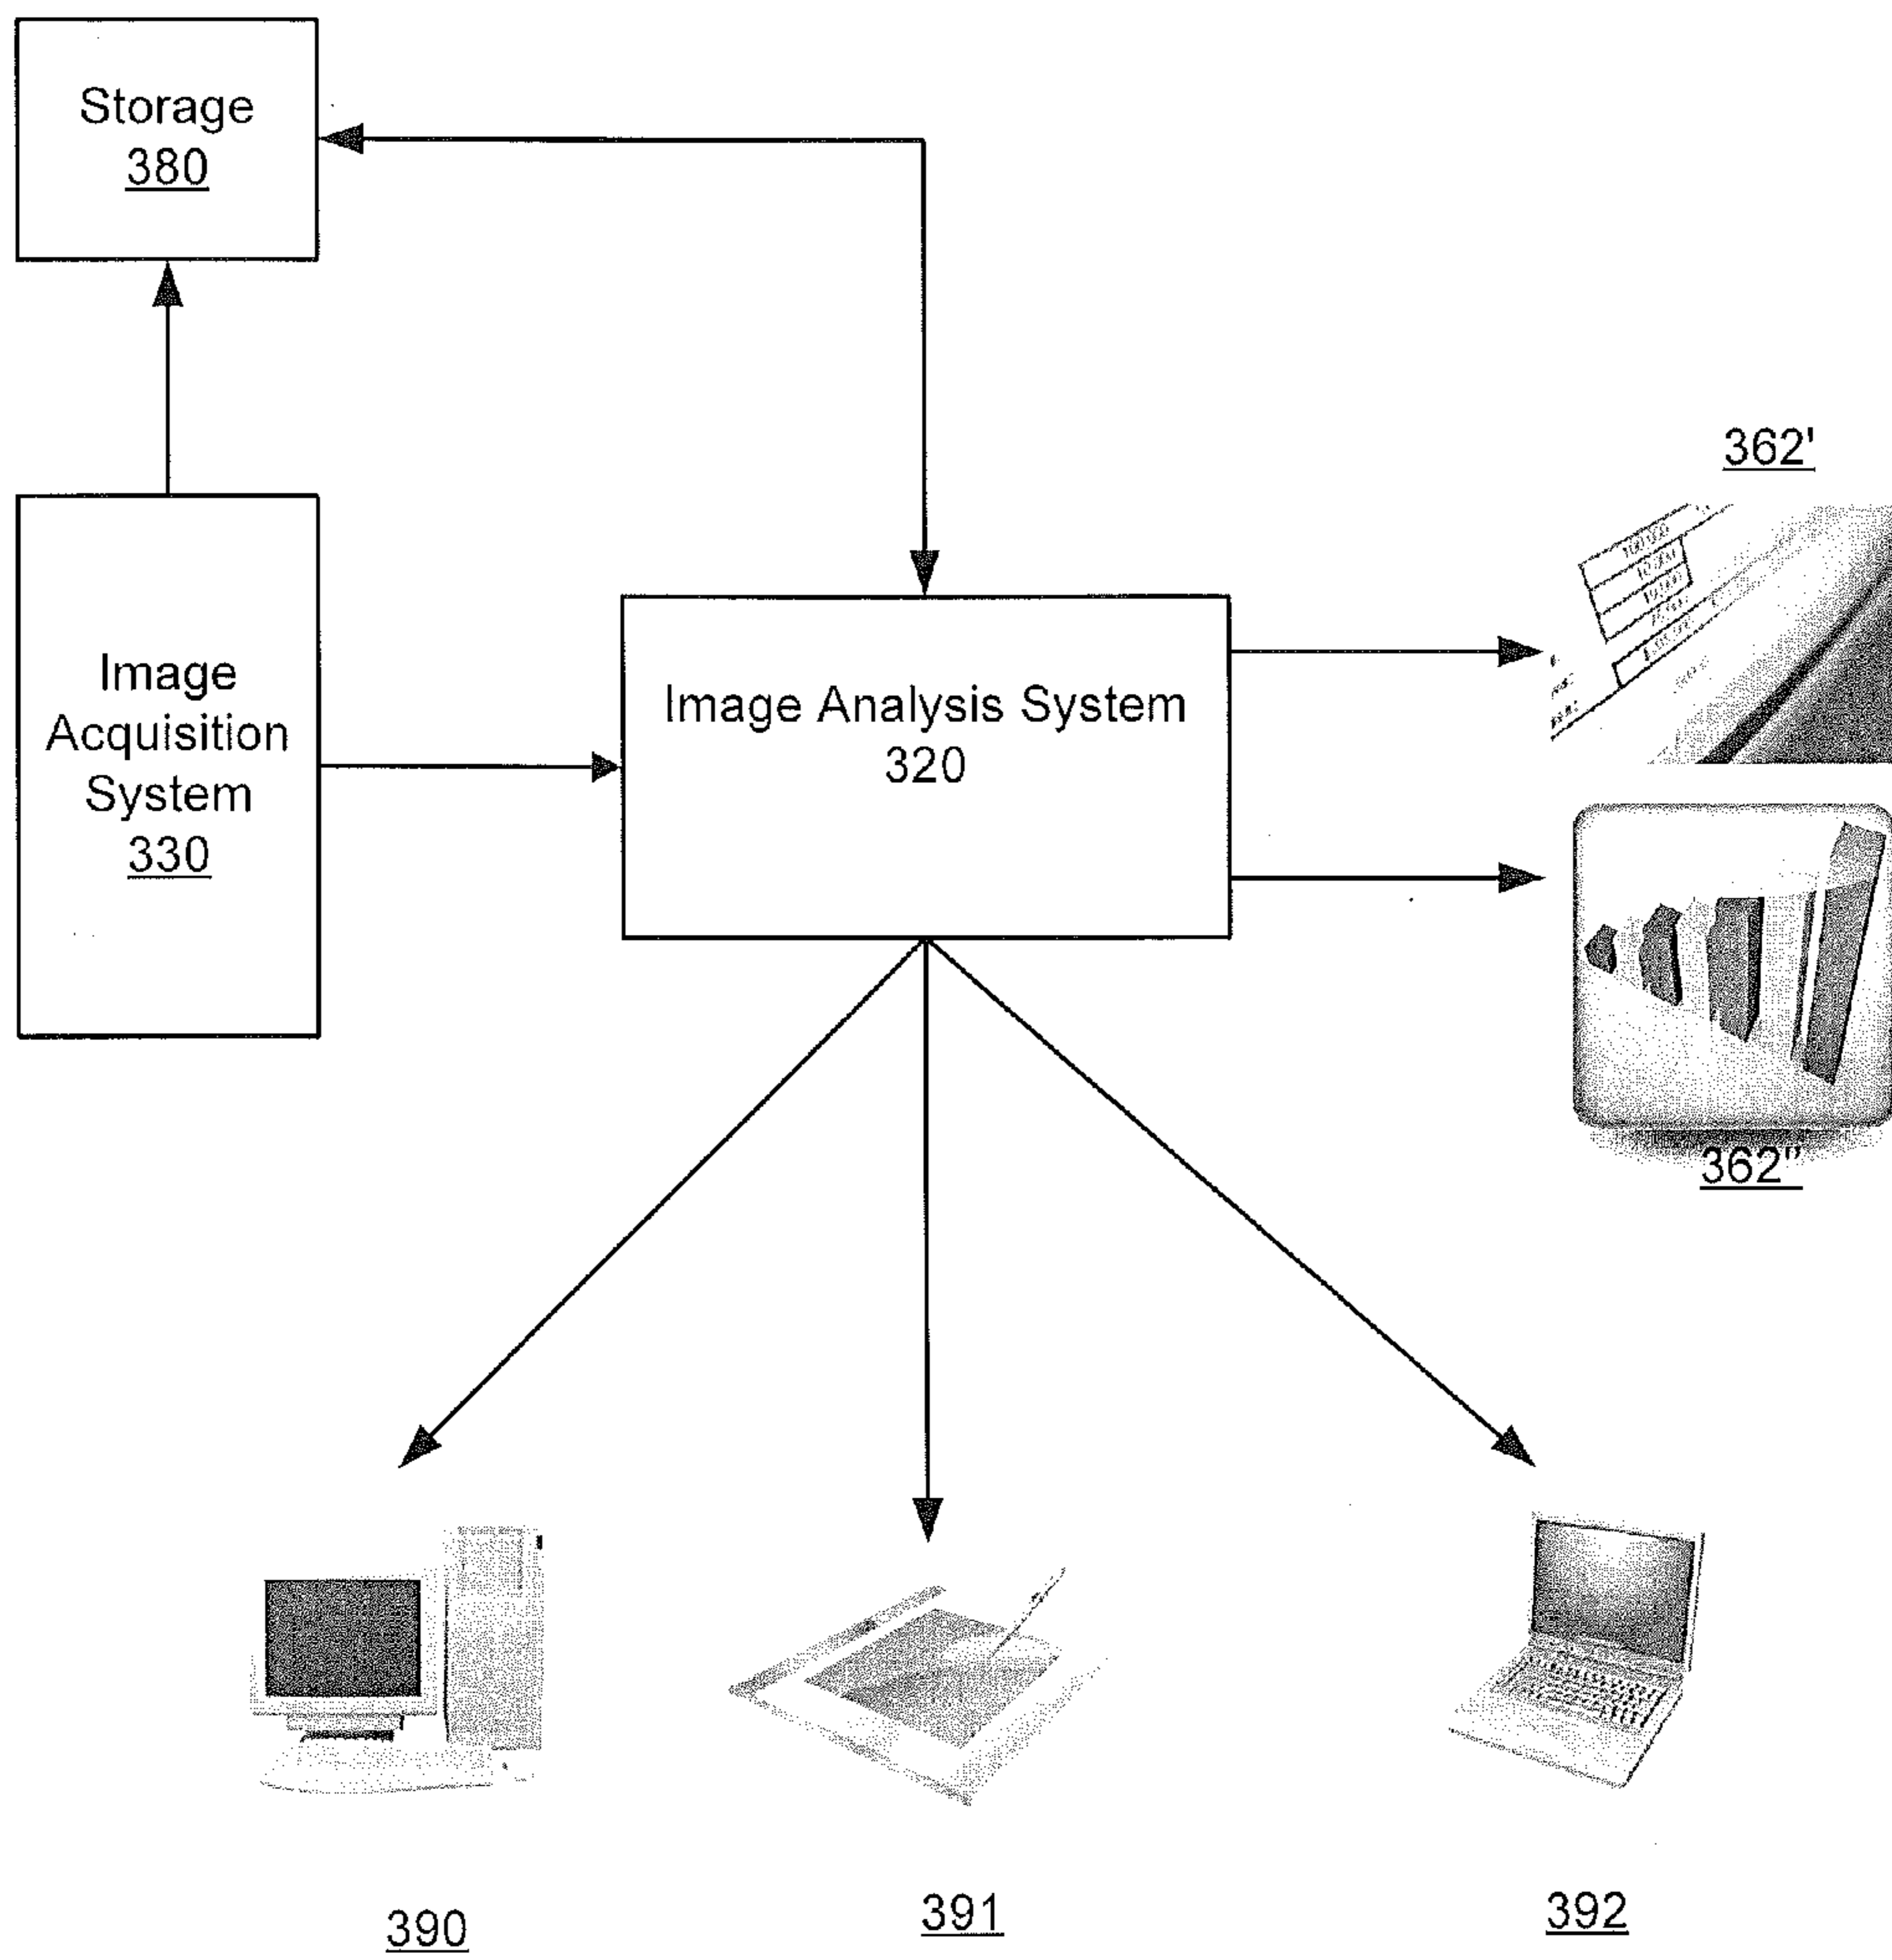 Storage
380
362'
Image
Acquisition
System
330
Image Analysis System
320
362"
390
391
392